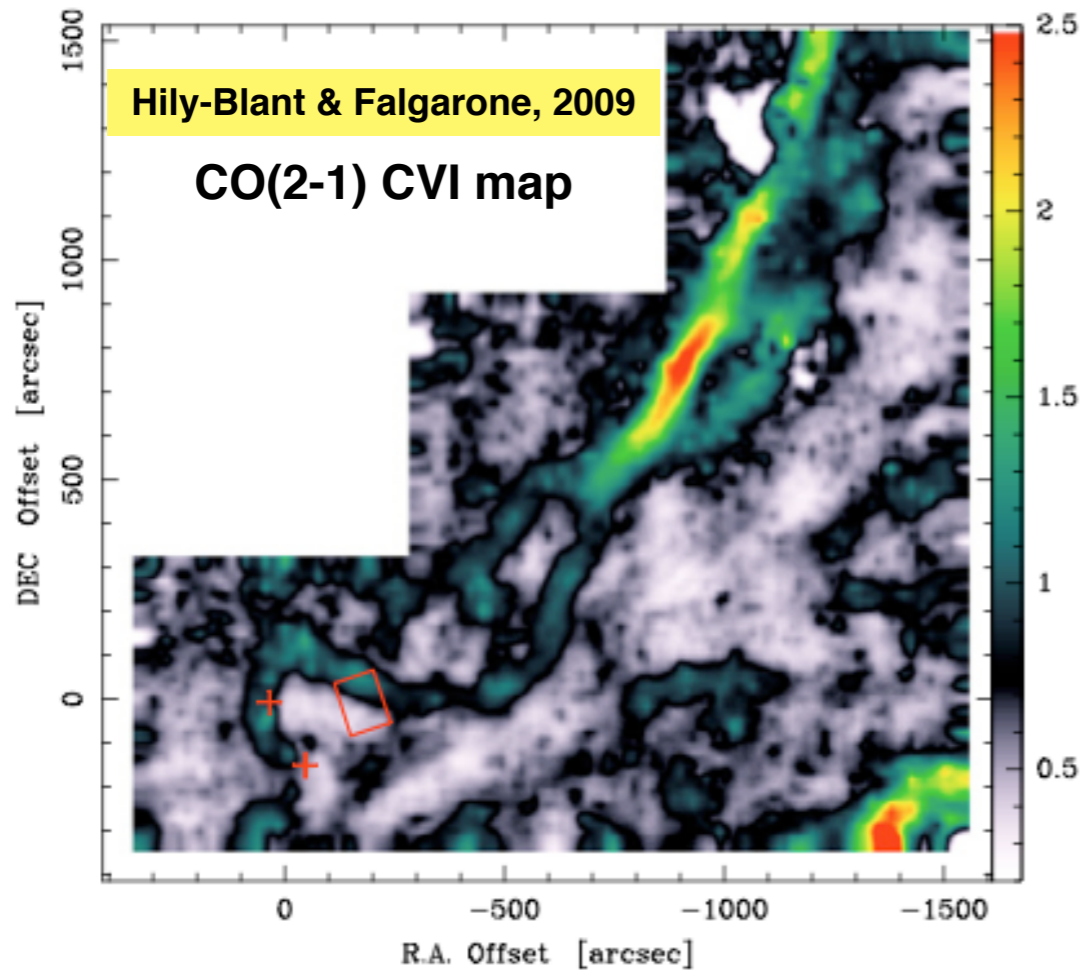 Hily-Blant & Falgarone, 2009
CO(2-1) CVI map
DEC Offset [arcsec]
1500
1000
500
0
0 -500 -1000 -1500
R.A. Offset [arcsec]
2.5
2
1.5
1
0.5